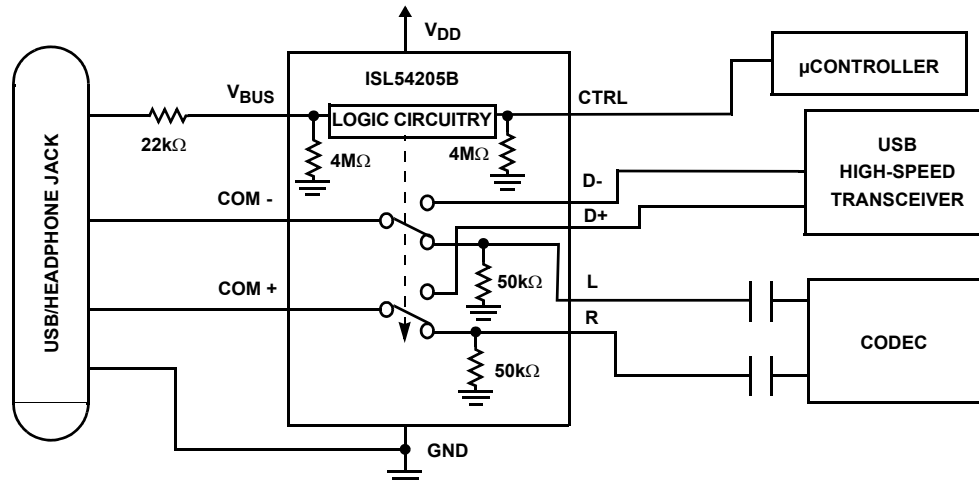 VDD
ISL54205B
µCONTROLLER
VBUS
CTRL
LOGIC CIRCUITRY
22kΩ
4MΩ
4MΩ
USB
HIGH-SPEED
TRANSCEIVER
D-
D+
COM -
USB/HEADPHONE JACK
50kΩ
L
COM +
R
CODEC
50kΩ
GND